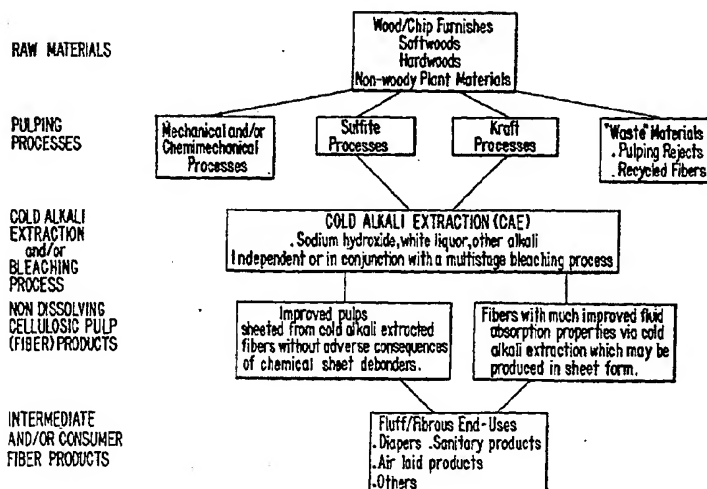 RAW MATERIALS
Wood/Chip Furnishes
Softwoods
Hardwoods
Non-woody Plant Materials
PULPING
PROCESSES
Mechanical and/or
Chemimechanical
Processes
Sulfite
Processes
Kraft
Processes
"Waste" Materials
.Pulping Rejects
.Recycled Fibers
COLD ALKALI
EXTRACTION
and/or
BLEACHING
PROCESS
COLD ALKALI EXTRACTION (CAE)
.Sodium hydroxide, white liquor, other alkali
Independent or in conjunction with a multistage bleaching process
NON DISSOLVING
CELLULOSIC PULP
(FIBER) PRODUCTS
Improved pulps
sheeted from cold alkali extracted
fibers without adverse consequences
of chemical sheet debonders.
Fibers with much improved fluid
absorption properties via cold
alkali extraction which may be
produced in sheet form.
INTERMEDIATE
AND/OR CONSUMER
FIBER PRODUCTS
Fluff/Fibrous End-Uses
.Diapers .Sanitary products
.Air laid products
.Others